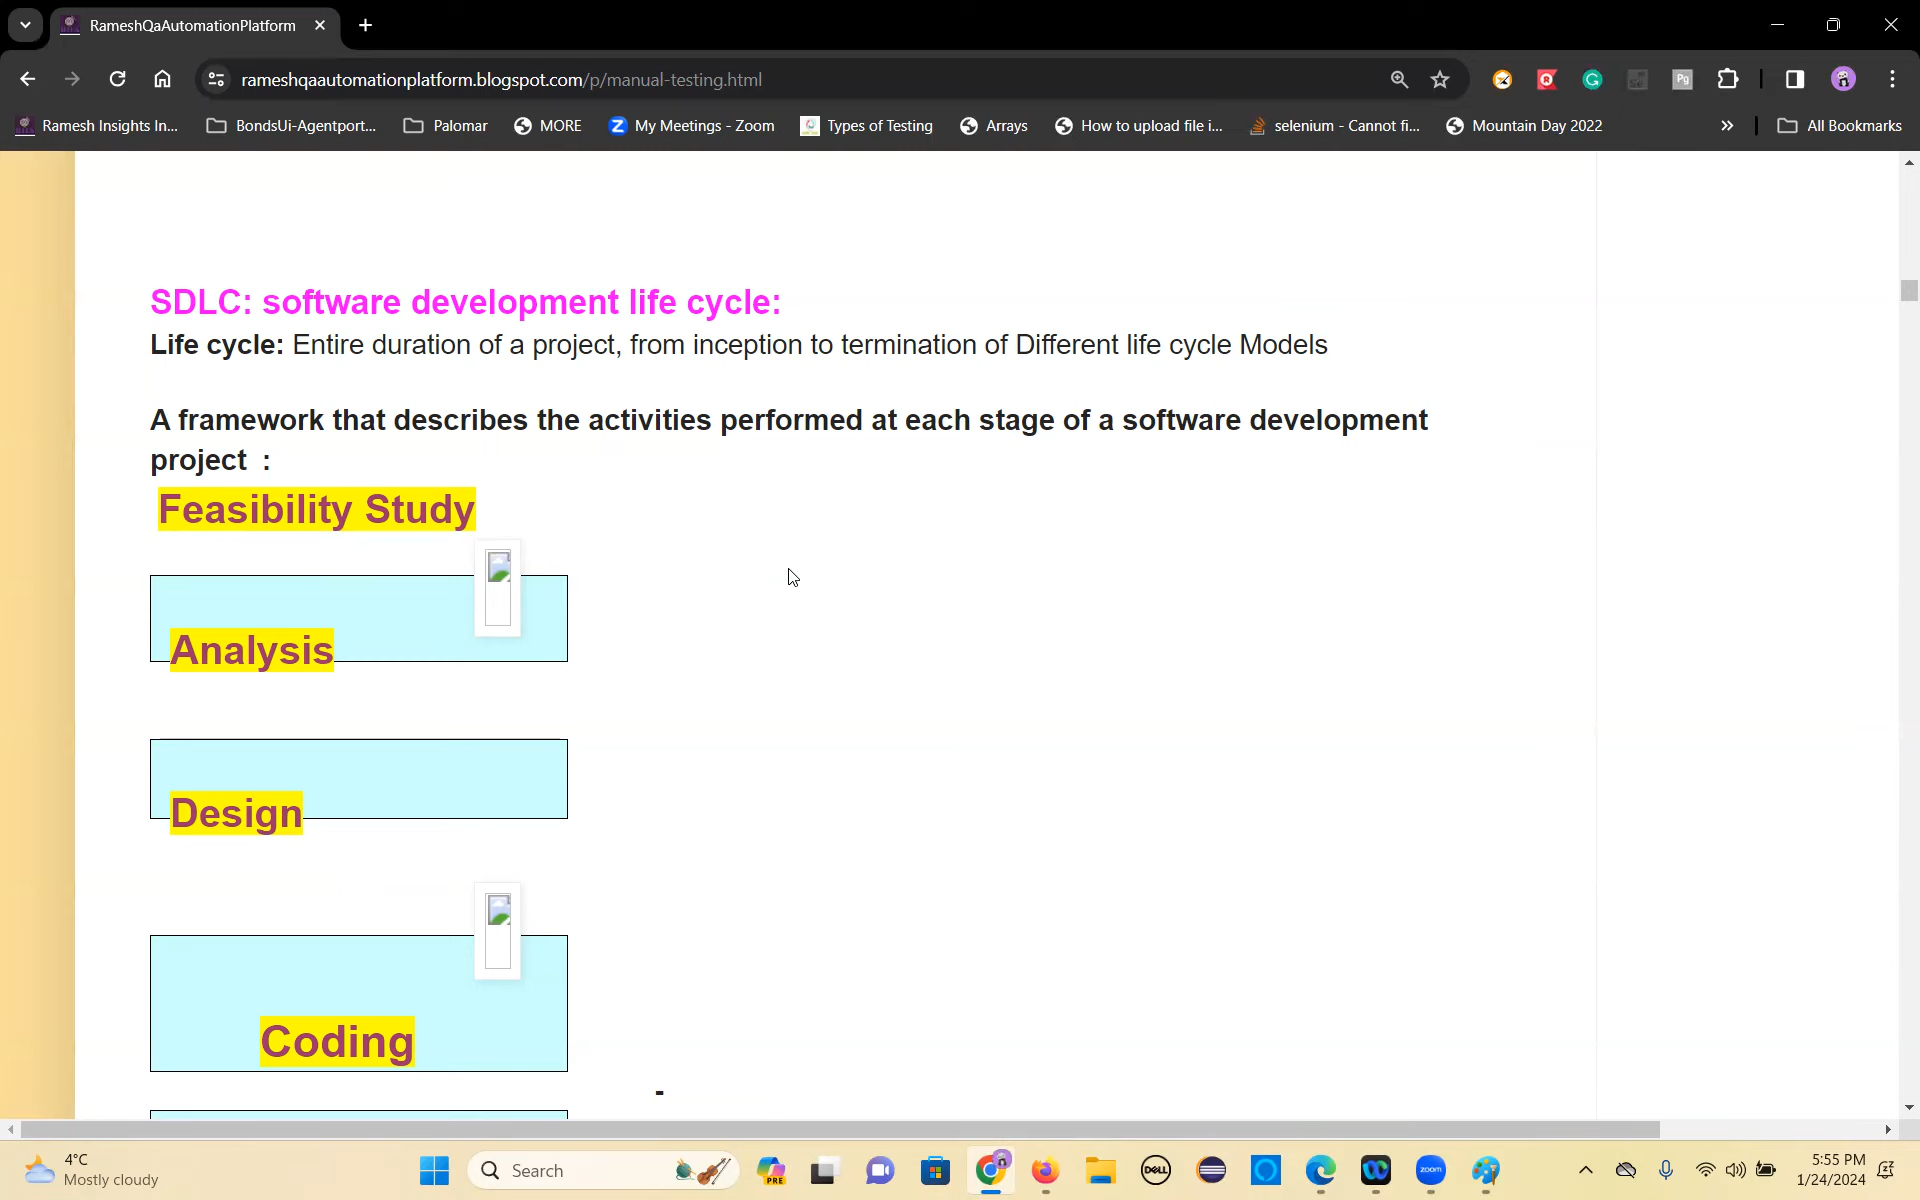 RameshQaAutomationPlatform
rameshqaautomationplatform.blogspot.com/p/manual-testing.html
Ramesh Insights In... BondsUi-Agentport... Palomar MORE My Meetings - Zoom Types of Testing Arrays How to upload file i... selenium - Cannot fi... Mountain Day 2022 » All Bookmarks
SDLC: software development life cycle:
Life cycle: Entire duration of a project, from inception to termination of Different life cycle Models
A framework that describes the activities performed at each stage of a software development
project :
Feasibility Study
Analysis
Design
Coding
-
4°C
Mostly cloudy
Search
PRE
DELL
zoom
5:55 PM
1/24/2024